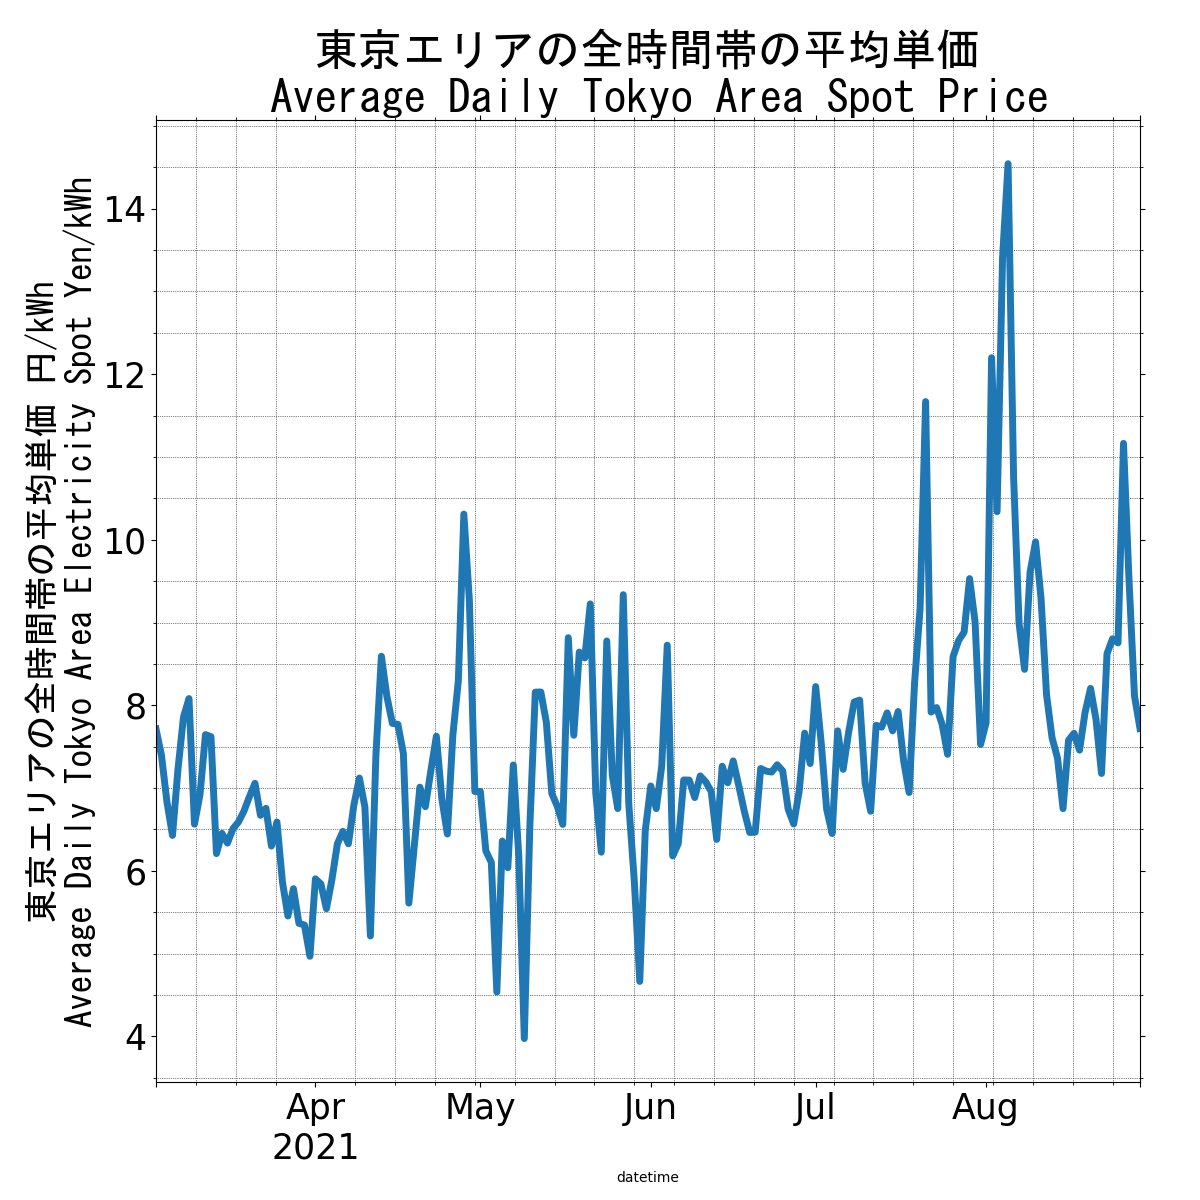 東京エリアの全時間帯の平均単価
Average Daily Tokyo Area Spot Price
東京エリアの全時間帯の平均単価 円/kWh
Average Daily Tokyo Area Electricity Spot Yen/kWh
14
12
10
8
6
4
Apr
2021
May
Jun
Jul
Aug
datetime